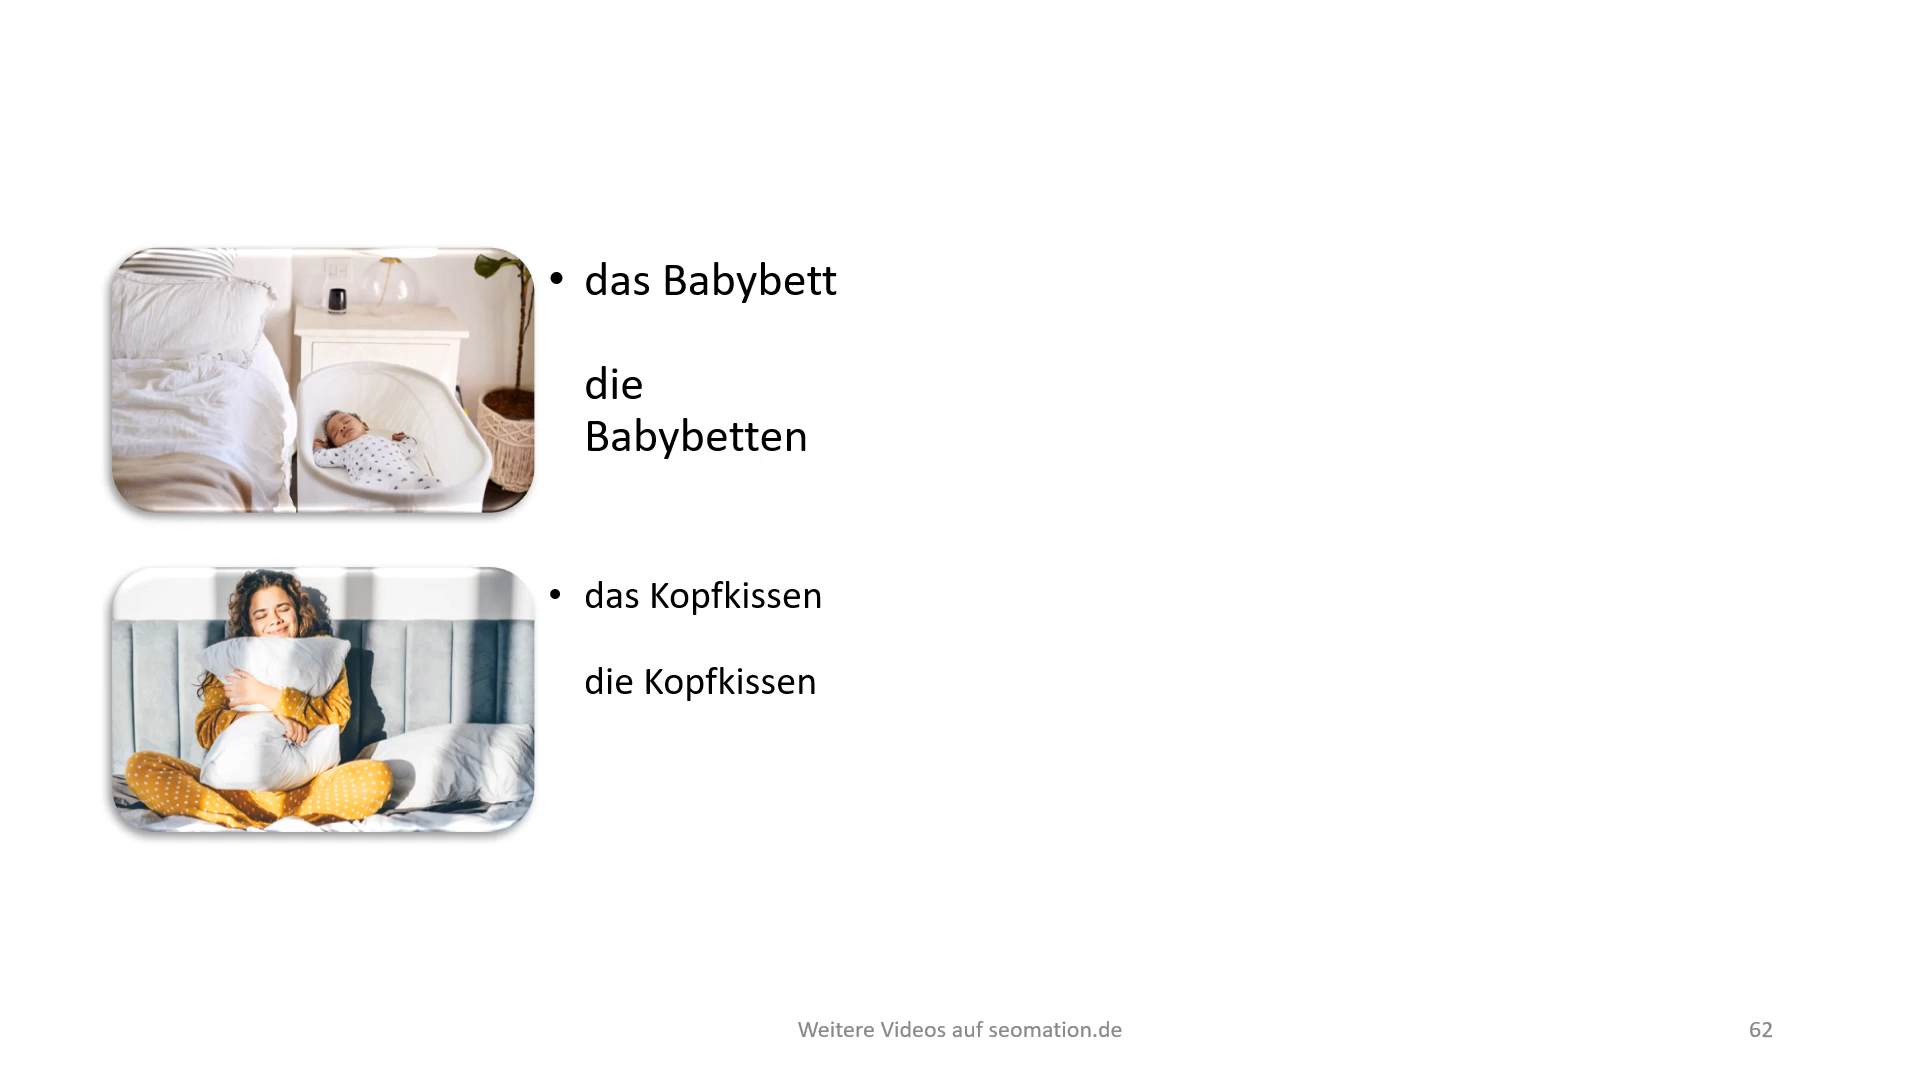 • das Babybett
die
Babybetten
• das Kopfkissen
die Kopfkissen
Weitere Videos auf seomation.de
62